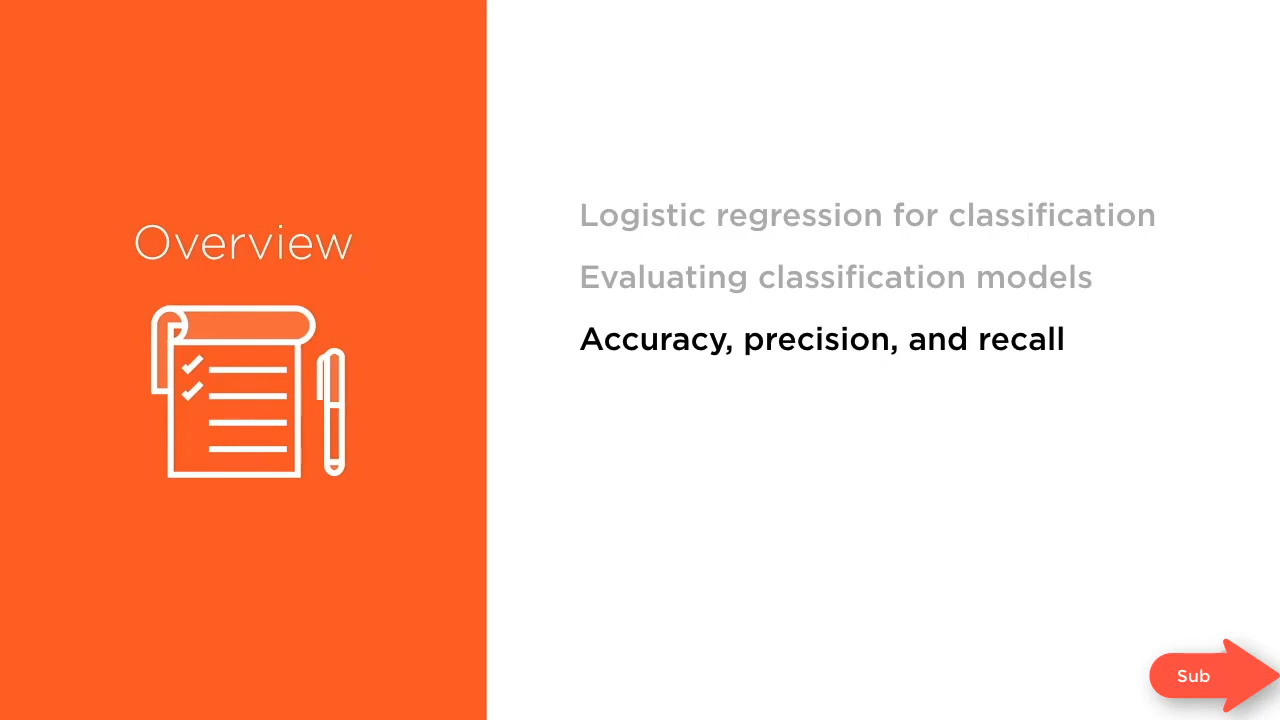 Overview
Logistic regression for classification
Evaluating classification models
Accuracy, precision, and recall
Sub